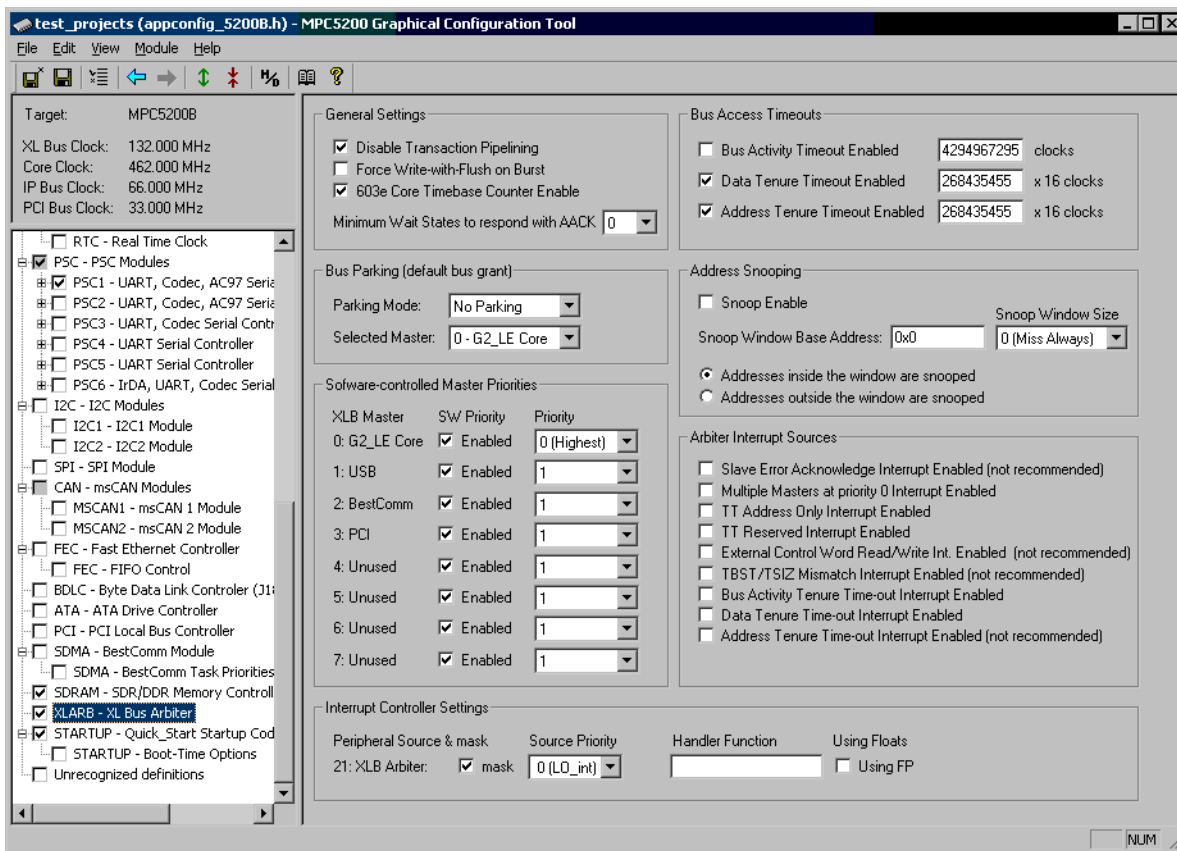 test_projects (appconfig_5200B.h) - MPC5200 Graphical Configuration Tool
File Edit View Module Help
H/D
Target: MPC5200B
XL Bus Clock: 132.000 MHz
Core Clock: 462.000 MHz
IP Bus Clock: 66.000 MHz
PCI Bus Clock: 33.000 MHz
RTC - Real Time Clock
PSC - PSC Modules
PSC1 - UART, Codec, AC97 Seria
PSC2 - UART, Codec, AC97 Seria
PSC3 - UART, Codec Serial Contr
PSC4 - UART Serial Controller
PSC5 - UART Serial Controller
PSC6 - IrDA, UART, Codec Serial
I2C - I2C Modules
I2C1 - I2C1 Module
I2C2 - I2C2 Module
SPI - SPI Module
CAN - msCAN Modules
MSCAN1 - msCAN 1 Module
MSCAN2 - msCAN 2 Module
FEC - Fast Ethernet Controller
FEC - FIFO Control
BDLC - Byte Data Link Controler (J18
ATA - ATA Drive Controller
PCI - PCI Local Bus Controller
SDMA - BestComm Module
SDMA - BestComm Task Priorities
SDRAM - SDR/DDR Memory Controll
XLARB - XL Bus Arbiter
STARTUP - Quick_Start Startup Cod
STARTUP - Boot-Time Options
Unrecognized definitions
General Settings
Disable Transaction Pipelining
Force Write-with-Flush on Burst
603e Core Timebase Counter Enable
Minimum Wait States to respond with AACK 0
Bus Parking (default bus grant)
Parking Mode: No Parking
Selected Master: 0 - G2_LE Core
Sofware-controlled Master Priorities
XLB Master SW Priority Priority
0: G2_LE Core Enabled 0 (Highest)
1: USB Enabled 1
2: BestComm Enabled 1
3: PCI Enabled 1
4: Unused Enabled 1
5: Unused Enabled 1
6: Unused Enabled 1
7: Unused Enabled 1
Bus Access Timeouts
Bus Activity Timeout Enabled 4294967295 clocks
Data Tenure Timeout Enabled 268435455 x 16 clocks
Address Tenure Timeout Enabled 268435455 x 16 clocks
Address Snooping
Snoop Enable
Snoop Window Size
Snoop Window Base Address: 0x0 0 (Miss Always)
Addresses inside the window are snooped
Addresses outside the window are snooped
Arbiter Interrupt Sources
Slave Error Acknowledge Interrupt Enabled (not recommended)
Multiple Masters at priority 0 Interrupt Enabled
TT Address Only Interrupt Enabled
TT Reserved Interrupt Enabled
External Control Word Read/Write Int. Enabled (not recommended)
TBST/TSIZ Mismatch Interrupt Enabled (not recommended)
Bus Activity Tenure Time-out Interrupt Enabled
Data Tenure Time-out Interrupt Enabled
Address Tenure Time-out Interrupt Enabled (not recommended)
Interrupt Controller Settings
Peripheral Source & mask Source Priority Handler Function Using Floats
21: XLB Arbiter: mask 0 (LO_int) Using FP
NUM